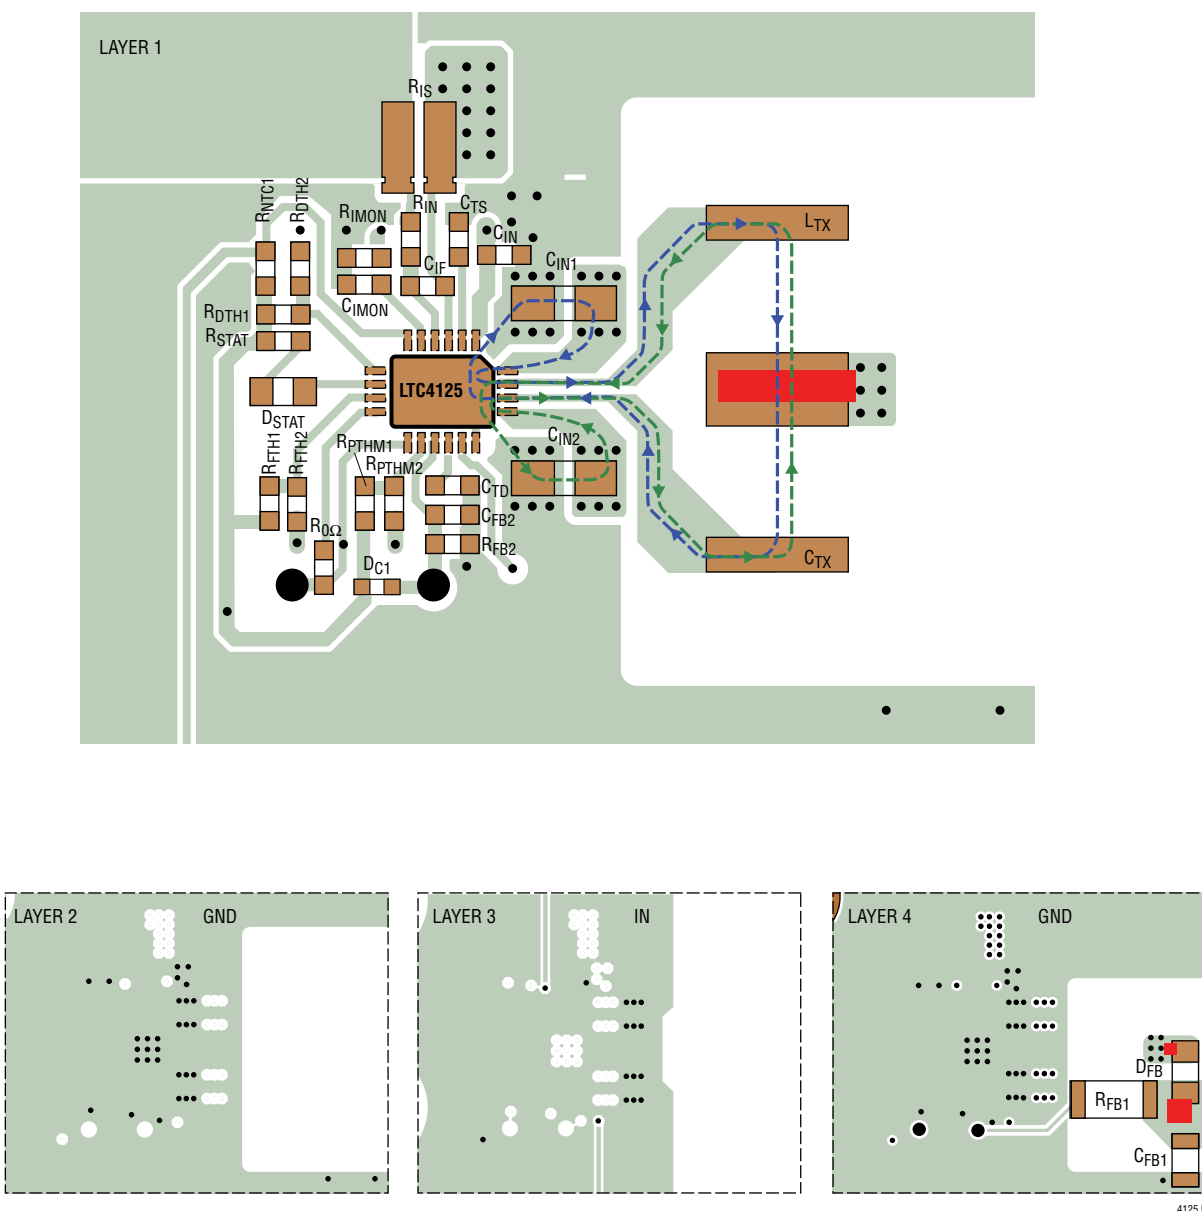 LAYER 1
RIS
RNTC1
RDTH2
RIMON
RIN
CTS
CIN
CIN1
LTX
CIF
CIMON
RDTH1
RSTAT
LTC4125
DSTAT
RFTH1
RFTH2
RPTHM1
RPTHM2
CIN2
CTD
CFB2
R0Ω
RFB2
DC1
CTX
LAYER 2
GND
LAYER 3
IN
LAYER 4
GND
DFB
RFB1
CFB1
4125